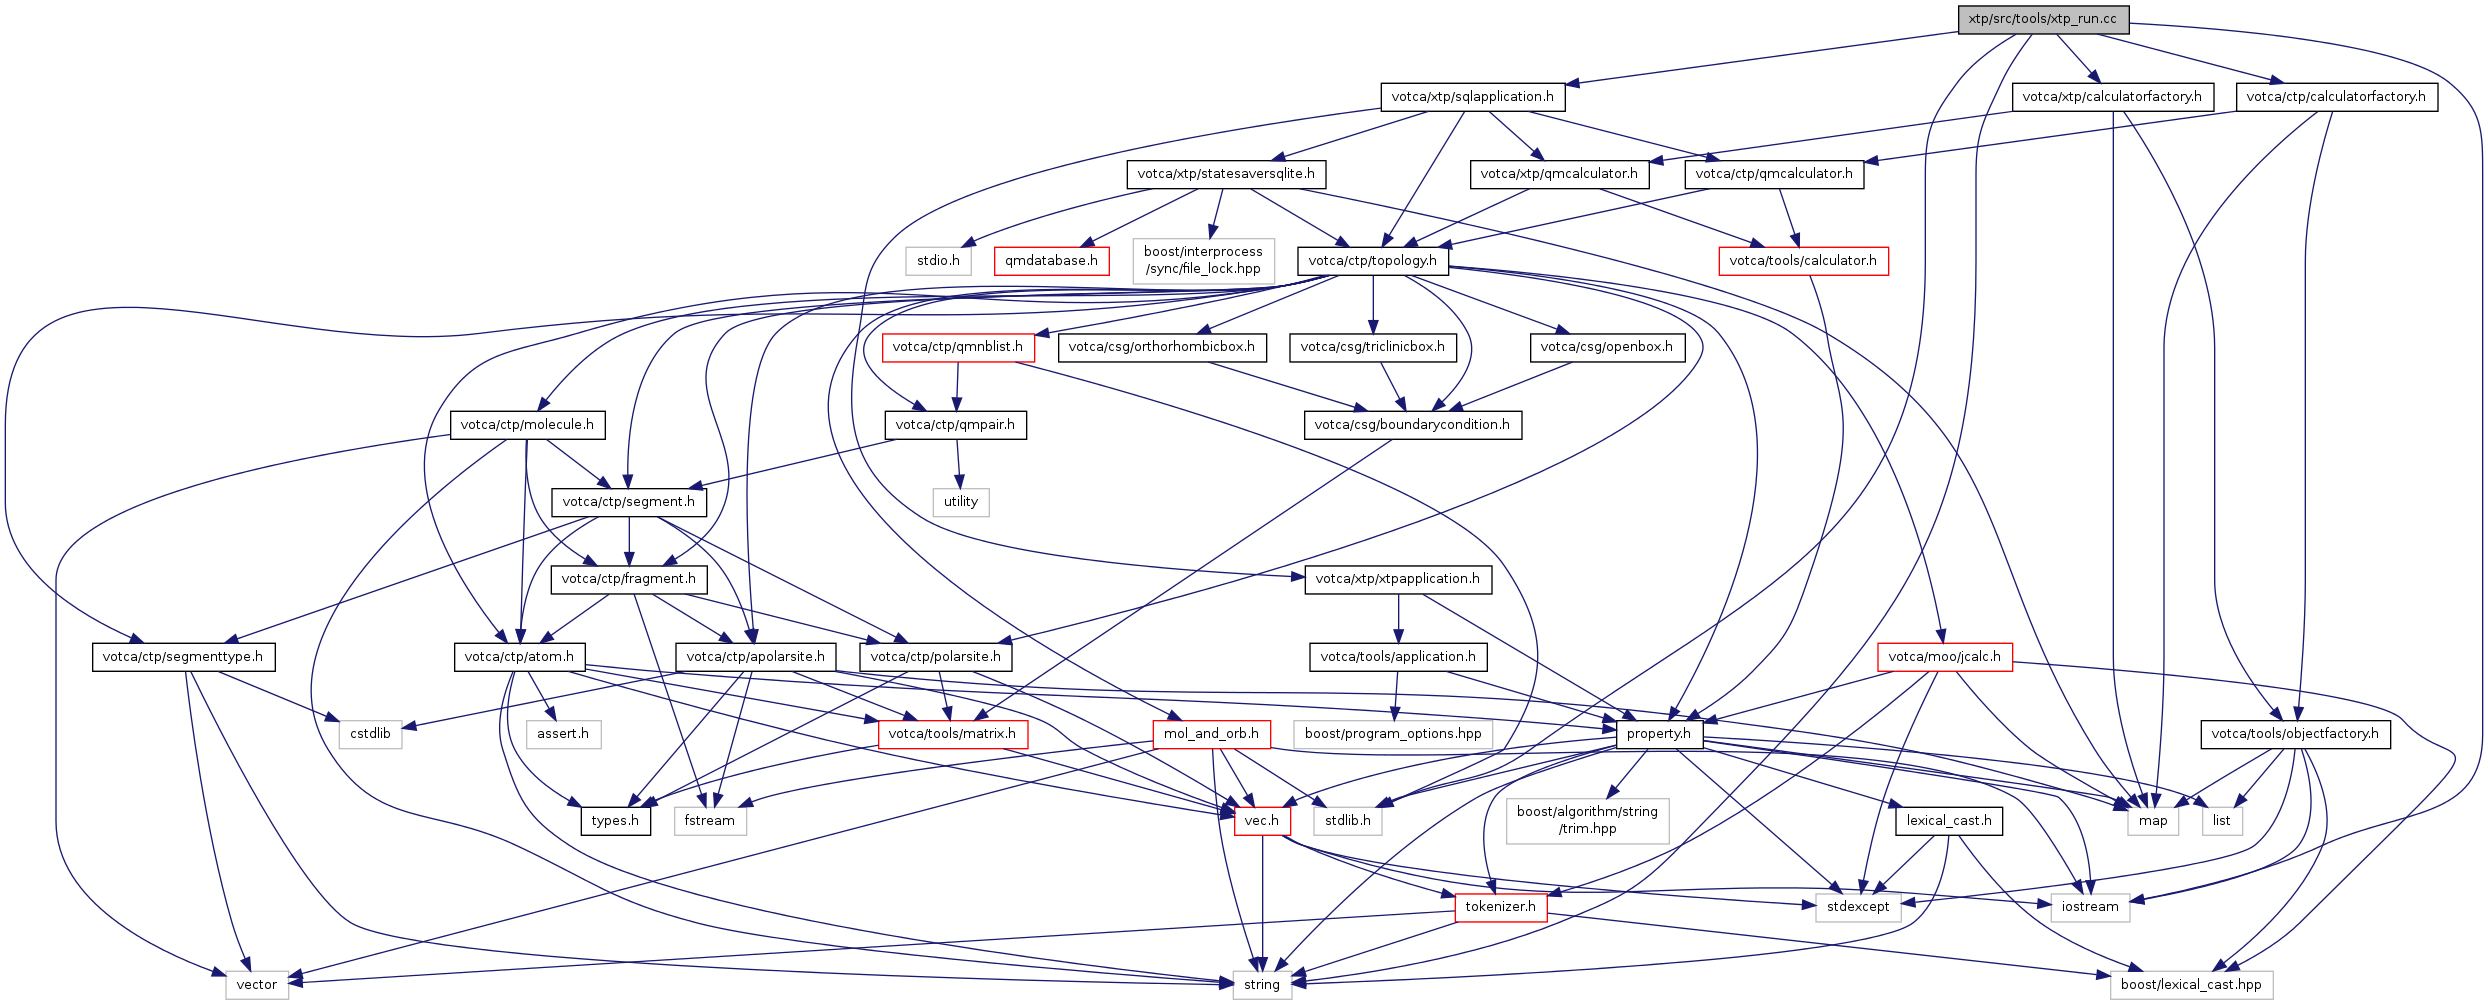 xtp/src/tools/xtp_run.cc
votca/xtp/sqlapplication.h
votca/xtp/calculatorfactory.h
votca/ctp/calculatorfactory.h
votca/xtp/statesaversqlite.h
votca/xtp/qmcalculator.h
votca/ctp/qmcalculator.h
stdio.h
qmdatabase.h
boost/interprocess
/sync/file_lock.hpp
votca/ctp/topology.h
votca/tools/calculator.h
votca/ctp/qmnblist.h
votca/csg/orthorhombicbox.h
votca/csg/triclinicbox.h
votca/csg/openbox.h
votca/ctp/molecule.h
votca/ctp/qmpair.h
votca/csg/boundarycondition.h
votca/ctp/segment.h
utility
votca/ctp/fragment.h
votca/xtp/xtpapplication.h
votca/ctp/segmenttype.h
votca/ctp/atom.h
votca/ctp/apolarsite.h
votca/ctp/polarsite.h
votca/tools/application.h
votca/moo/jcalc.h
cstdlib
assert.h
votca/tools/matrix.h
mol_and_orb.h
boost/program_options.hpp
property.h
votca/tools/objectfactory.h
types.h
fstream
vec.h
stdlib.h
boost/algorithm/string
/trim.hpp
lexical_cast.h
map
list
tokenizer.h
stdexcept
iostream
vector
string
boost/lexical_cast.hpp